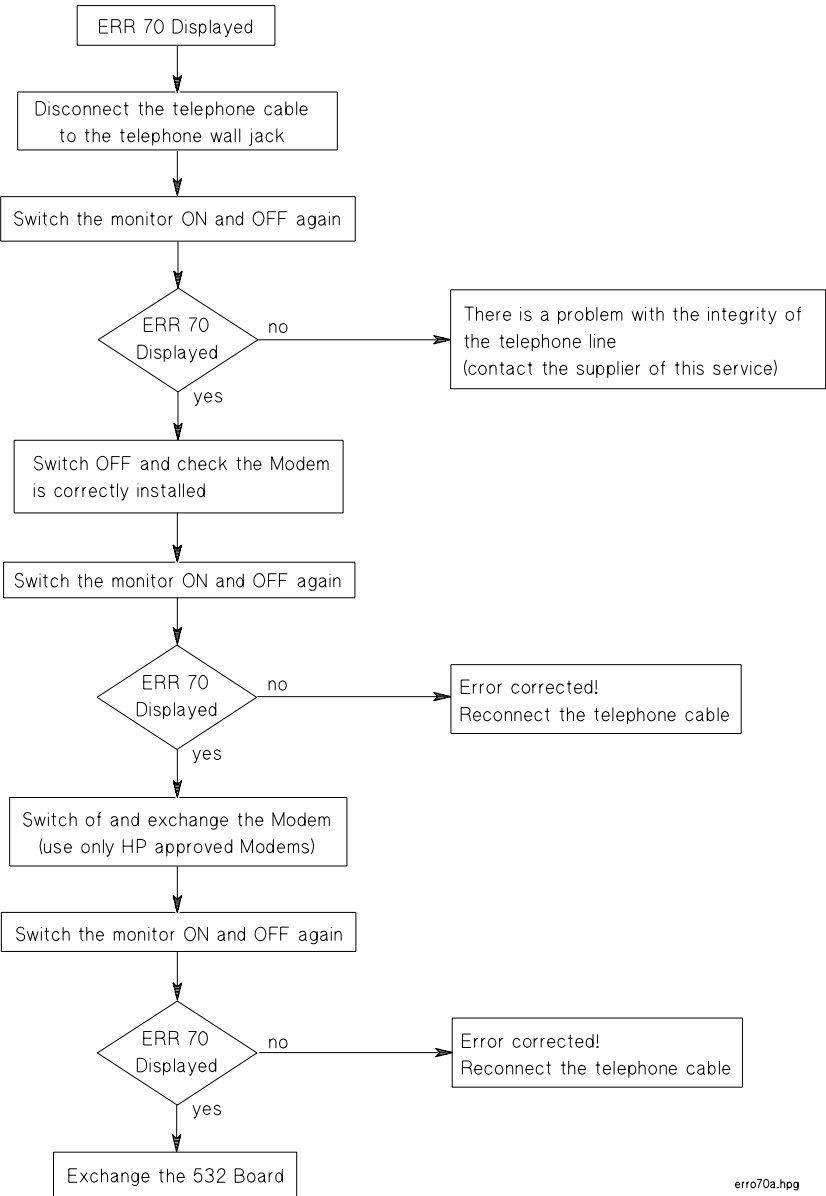 ERR 70 Displayed
Disconnect the telephone cable
to the telephone wall jack
Switch the monitor ON and OFF again
ERR 70
Displayed
no
There is a problem with the integrity of
the telephone line
(contact the supplier of this service)
yes
Switch OFF and check the Modem
is correctly installed
Switch the monitor ON and OFF again
ERR 70
Displayed
no
Error corrected!
Reconnect the telephone cable
yes
Switch of and exchange the Modem
(use only HP approved Modems)
Switch the monitor ON and OFF again
ERR 70
Displayed
no
Error corrected!
Reconnect the telephone cable
yes
Exchange the 532 Board
erro70a.hpg